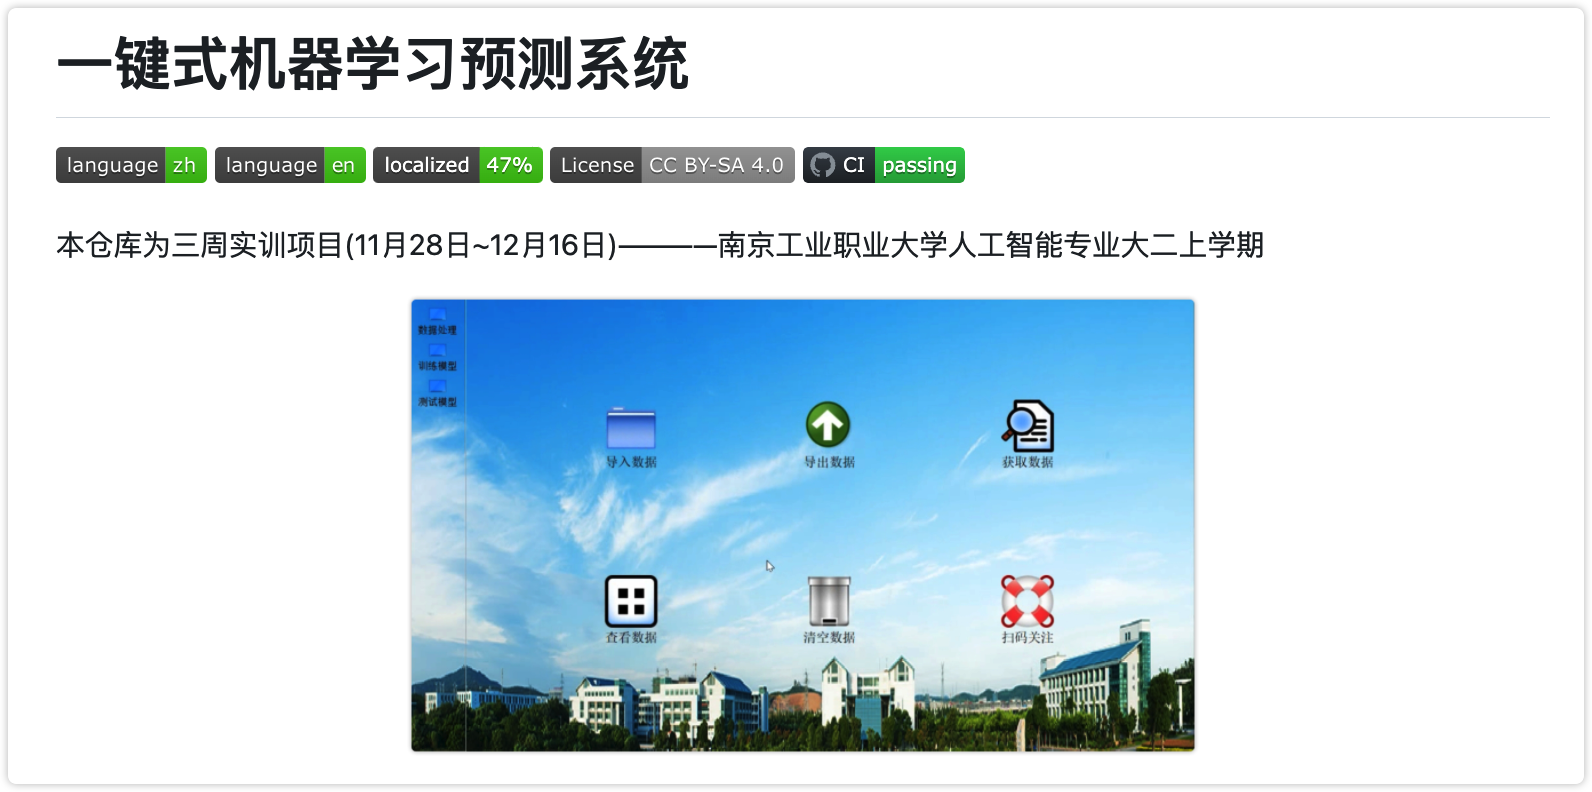 一键式机器学习预测系统
language zh language en localized 47% License CC BY-SA 4.0 CI passing
本仓库为三周实训项目(11月28日~12月16日)————南京工业职业大学人工智能专业大二上学期
数据处理
训练模型
测试模型
导入数据 导出数据 获取数据
查看数据 清空数据 扫码关注